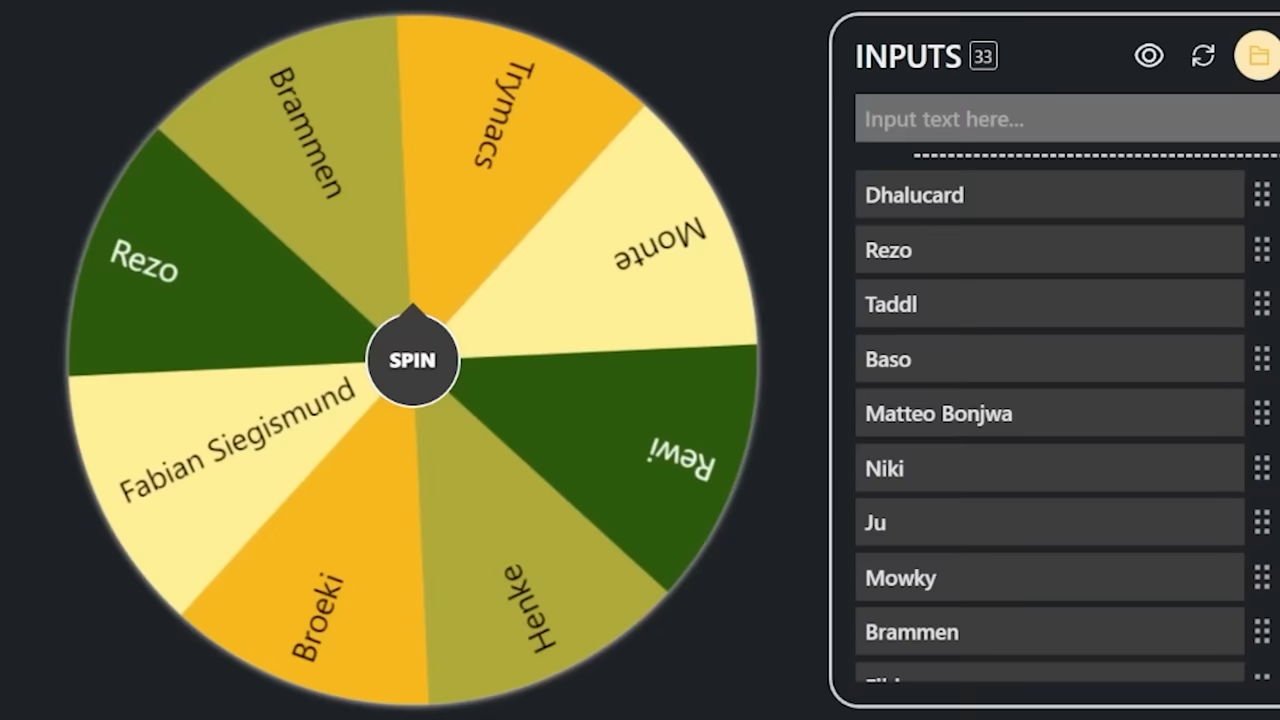 Brammen
Trymacs
Rezo
Monte
SPIN
Fabian Siegismund
Rewi
Broeki
Henke
INPUTS 33
Input text here...
Dhalucard
Rezo
Taddl
Baso
Matteo Bonjwa
Niki
Ju
Mowky
Brammen